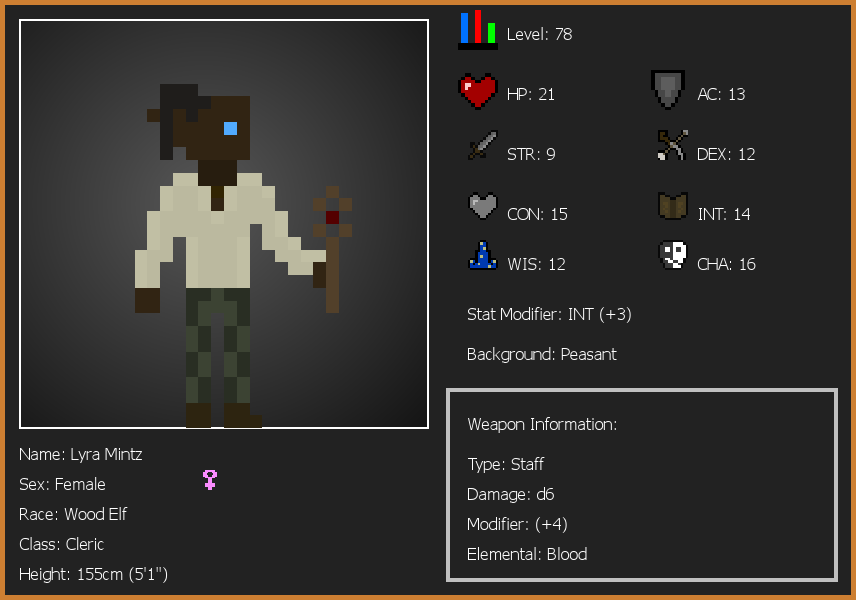 Level: 78
HP: 21
AC: 13
STR: 9
DEX: 12
CON: 15
INT: 14
WIS: 12
CHA: 16
Stat Modifier: INT (+3)
Background: Peasant
Weapon Information:
Type: Staff
Damage: d6
Modifier: (+4)
Elemental: Blood
Name: Lyra Mintz
Sex: Female
Race: Wood Elf
Class: Cleric
Height: 155cm (5'1")